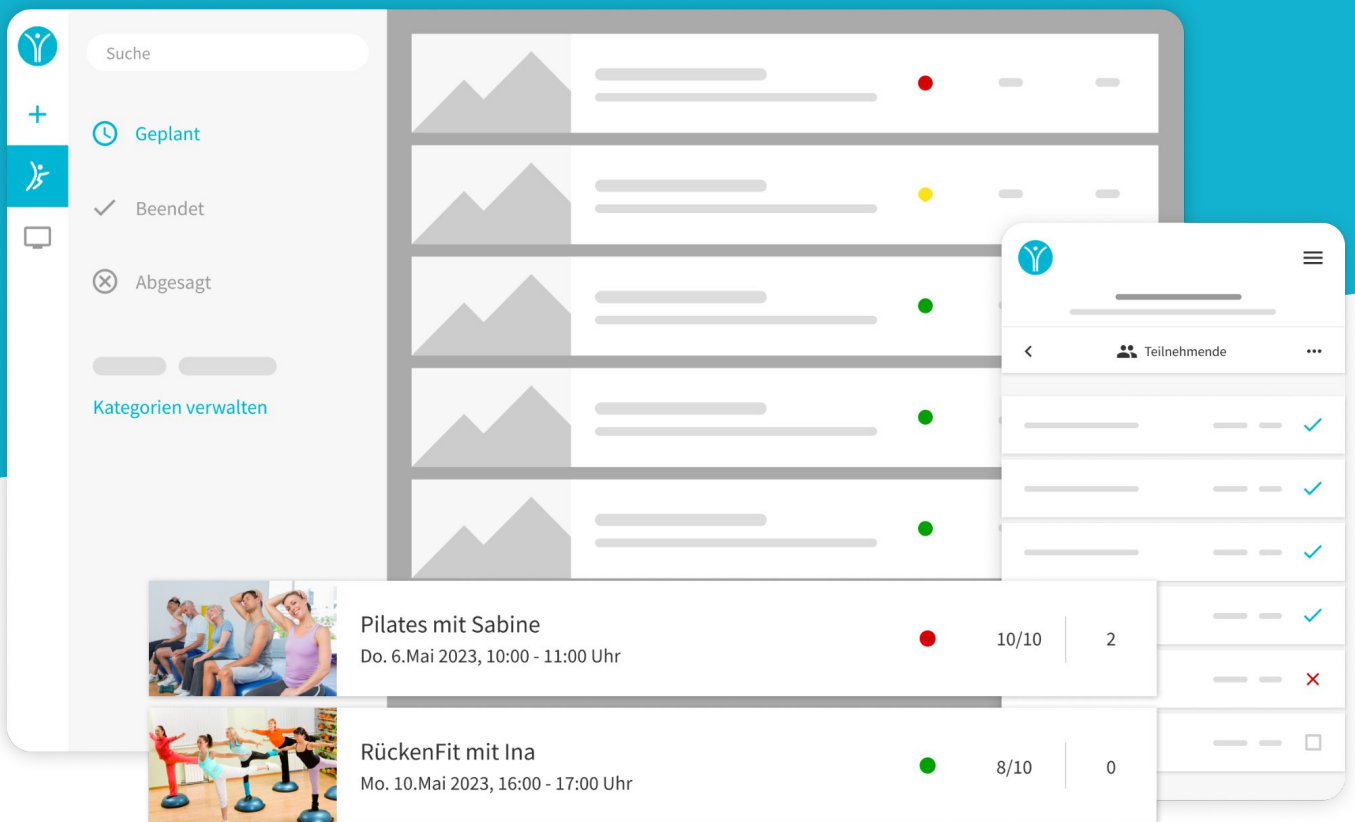 Suche
Geplant
Beendet
Abgesagt
Kategorien verwalten
Teilnehmende
Pilates mit Sabine
Do. 6.Mai 2023, 10:00 - 11:00 Uhr
10/10
2
RückenFit mit Ina
Mo. 10.Mai 2023, 16:00 - 17:00 Uhr
8/10
0